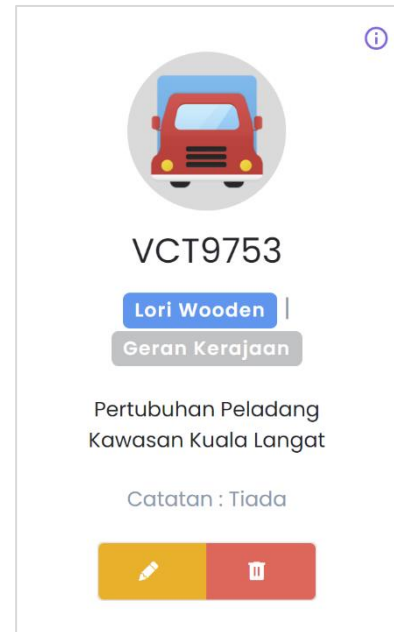 VCT9753
Lori Wooden |
Geran Kerajaan
Pertubuhan Peladang
Kawasan Kuala Langat
Catatan : Tiada